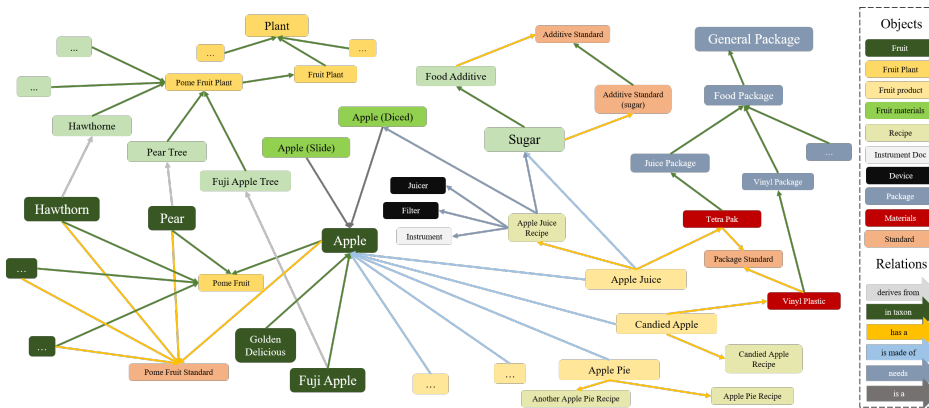 Plant
...
...
...
Pome Fruit Plant
Fruit Plant
...
Hawthorne
Pear Tree
Fuji Apple Tree
Apple (Slide)
Apple (Diced)
Food Additive
Additive Standard
Additive Standard
(sugar)
Sugar
General Package
Food Package
Juice Package
Vinyl Package
...
Hawthorn
Pear
Apple
...
Pome Fruit
...
Pome Fruit Standard
Golden
Delicious
Fuji Apple
Juicer
Filter
Instrument
Apple Juice
Recipe
Tetra Pak
Package Standard
Apple Juice
Vinyl Plastic
Candied Apple
Candied Apple
Recipe
Apple Pie
...
...
Another Apple Pie Recipe
Apple Pie Recipe
Objects
Fruit
Fruit Plant
Fruit product
Fruit materials
Recipe
Instrument Doc
Device
Package
Materials
Standard
Relations
derives from
in taxon
has a
is made of
needs
is a